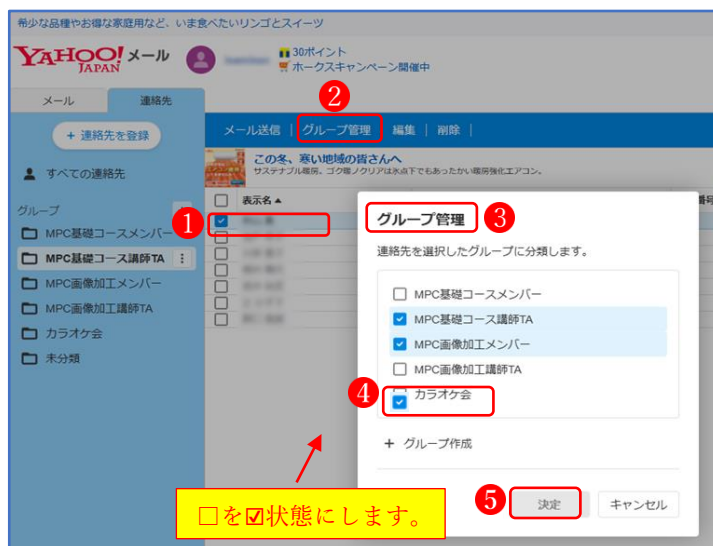 希少な品種やお得な家庭用など、いま食べたいリンゴとスイーツ
YAHOO! JAPAN メール
30ポイント
ホークスキャンペーン開催中
メール 連絡先
2
+ 連絡先を登録
メール送信 | グループ管理 | 編集 | 削除 |
この冬、寒い地域の皆さんへ
サステナブル暖房。ゴク暖ノクリアは氷点下でもあったかい暖房強化エアコン。
すべての連絡先
表示名▲
番号
グループ
1
MPC基礎コースメンバー
MPC基礎コース講師TA
MPC画像加工メンバー
MPC画像加工講師TA
カラオケ会
未分類
グループ管理 3
連絡先を選択したグループに分類します。
MPC基礎コースメンバー
MPC基礎コース講師TA
MPC画像加工メンバー
MPC画像加工講師TA
4
カラオケ会
+ グループ作成
□を☑状態にします。
5
決定 キャンセル